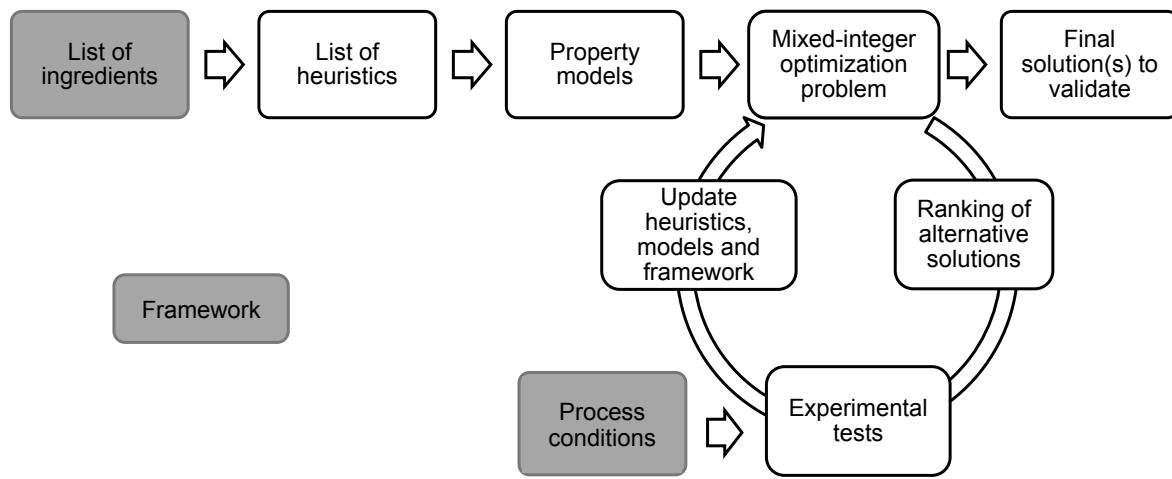 List of
ingredients
List of
heuristics
Property
models
Mixed-integer
optimization
problem
Final
solution(s) to
validate
Update
heuristics,
models and
framework
Ranking of
alternative
solutions
Framework
Process
conditions
Experimental
tests